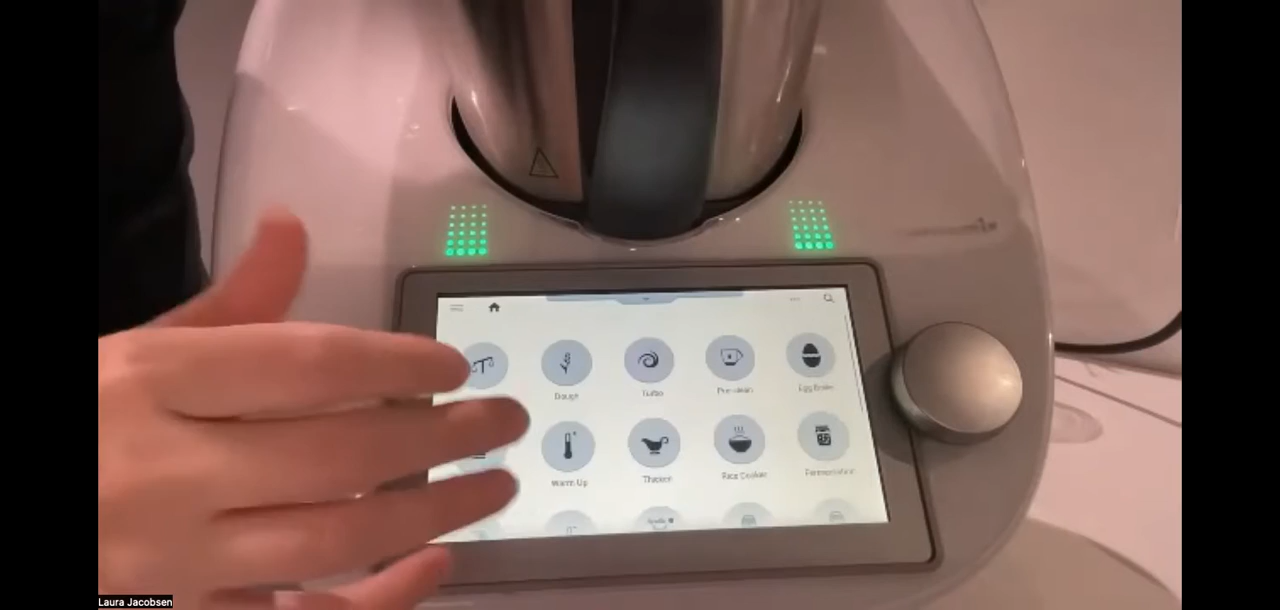 Dough
Turbo
Pre-clean
Egg Boiler
Warm Up
Thicken
Rice Cooker
Fermentation
Laura Jacobsen